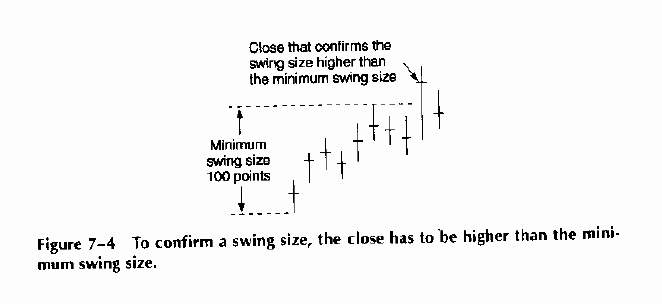 Close that confirms the
swing size higher than
the minimum swing size
Minimum
swing size
100 points
Figure 7–4 To confirm a swing size, the close has to be higher than the mini-
mum swing size.